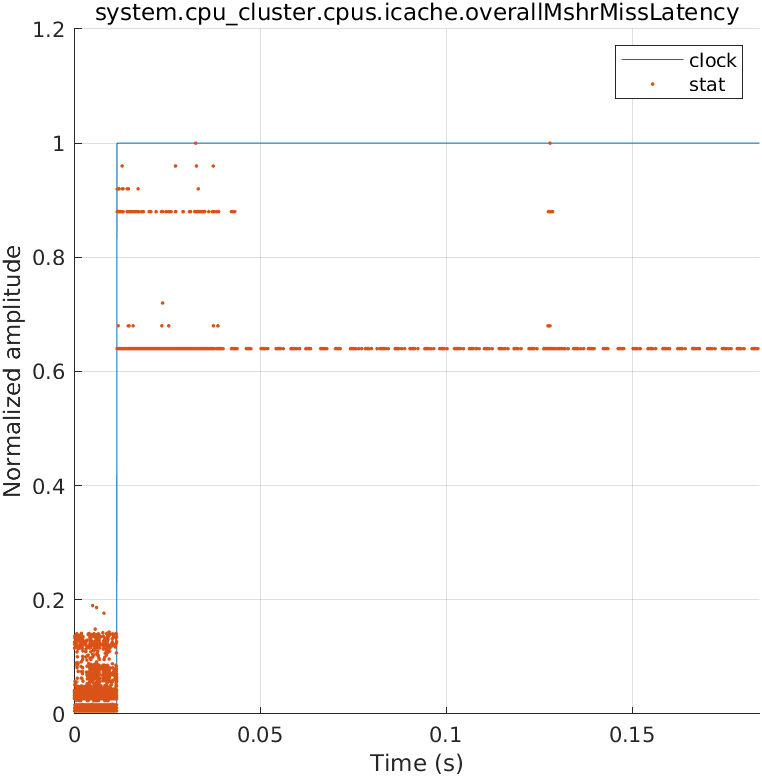 system.cpu_cluster.cpus.icache.overallMshrMissLatency
1.2
clock
stat
1
0.8
0.6
0.4
0.2
0
Normalized amplitude
0
0.05
0.1
0.15
Time (s)